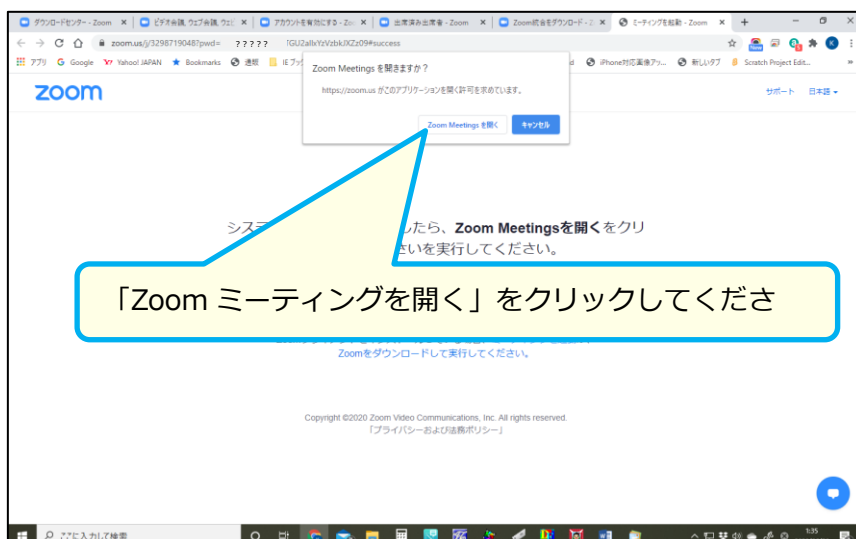 ダウンロードセンター - Zoom
ビデオ会議, ウェブ会議, ウェビ
アカウントを有効にする - Zoo
出席済み出席者 - Zoom
Zoom統合をダウンロード - Z
ミーティングを起動 - Zoom
zoom.us/j/3298719048?pwd= ????? !GU2allxYzVzbkJXZz09#success
アプリ Google Yahoo! JAPAN Bookmarks 速報 IEブッ
iPhone対応画像アッ... 新しいタブ Scratch Project Edit...
Zoom Meetings を開きますか？
https://zoom.us がこのアプリケーションを開く許可を求めています。
Zoom Meetings を開く キャンセル
zoom
サポート 日本語
システ したら、Zoom Meetingsを開くをクリ
さいを実行してください。
「Zoom ミーティングを開く」をクリックしてくださ
Zoomをダウンロードして実行してください。
Copyright ©2020 Zoom Video Communications, Inc. All rights reserved.
「プライバシーおよび法務ポリシー」
ここに入力して検索
1:35